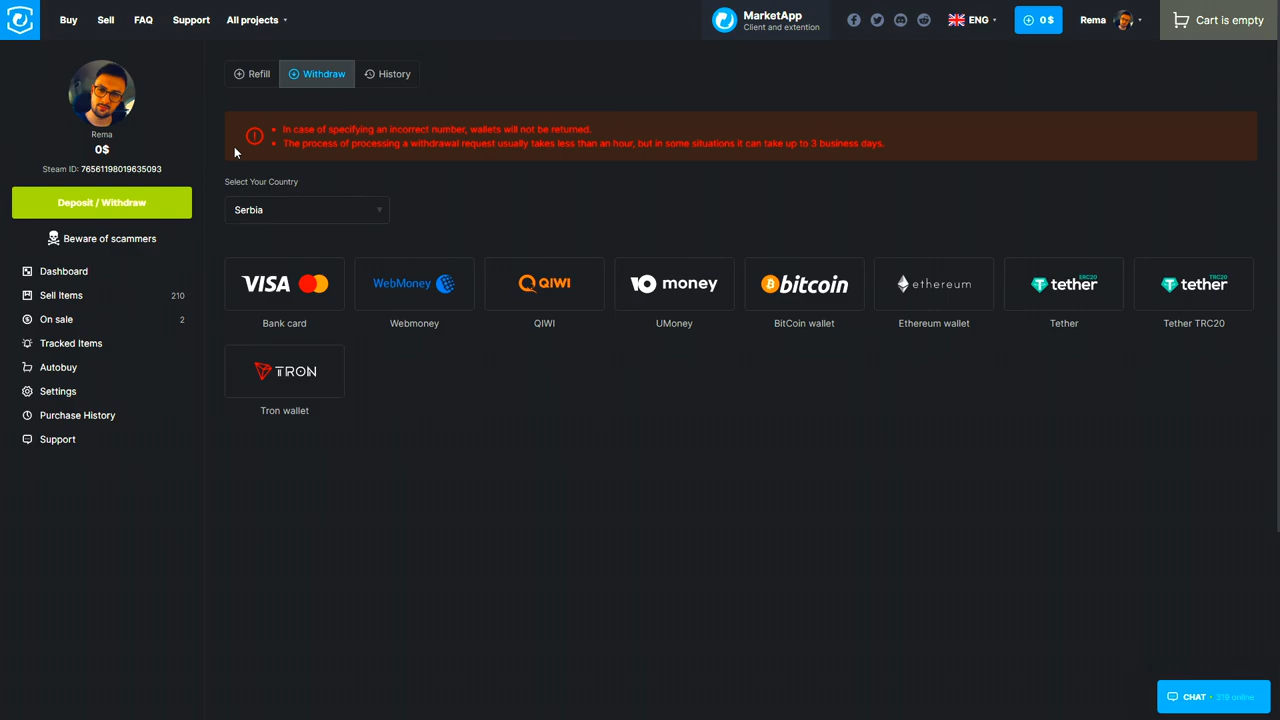 Buy Sell FAQ Support All projects
MarketApp
Client and extention
ENG
0 $
Rema
Cart is empty
Rema
0$
Steam ID: 76561198019635093
Deposit / Withdraw
Beware of scammers
Dashboard
Sell Items 210
On sale 2
Tracked Items
Autobuy
Settings
Purchase History
Support
Refill Withdraw History
In case of specifying an incorrect number, wallets will not be returned.
The process of processing a withdrawal request usually takes less than an hour, but in some situations it can take up to 3 business days.
Select Your Country
Serbia
VISA WebMoney QIWI money bitcoin ethereum tether ERC20 tether TRC20
Bank card Webmoney QIWI UMoney BitCoin wallet Ethereum wallet Tether Tether TRC20
TRON
Tron wallet
CHAT 319 online